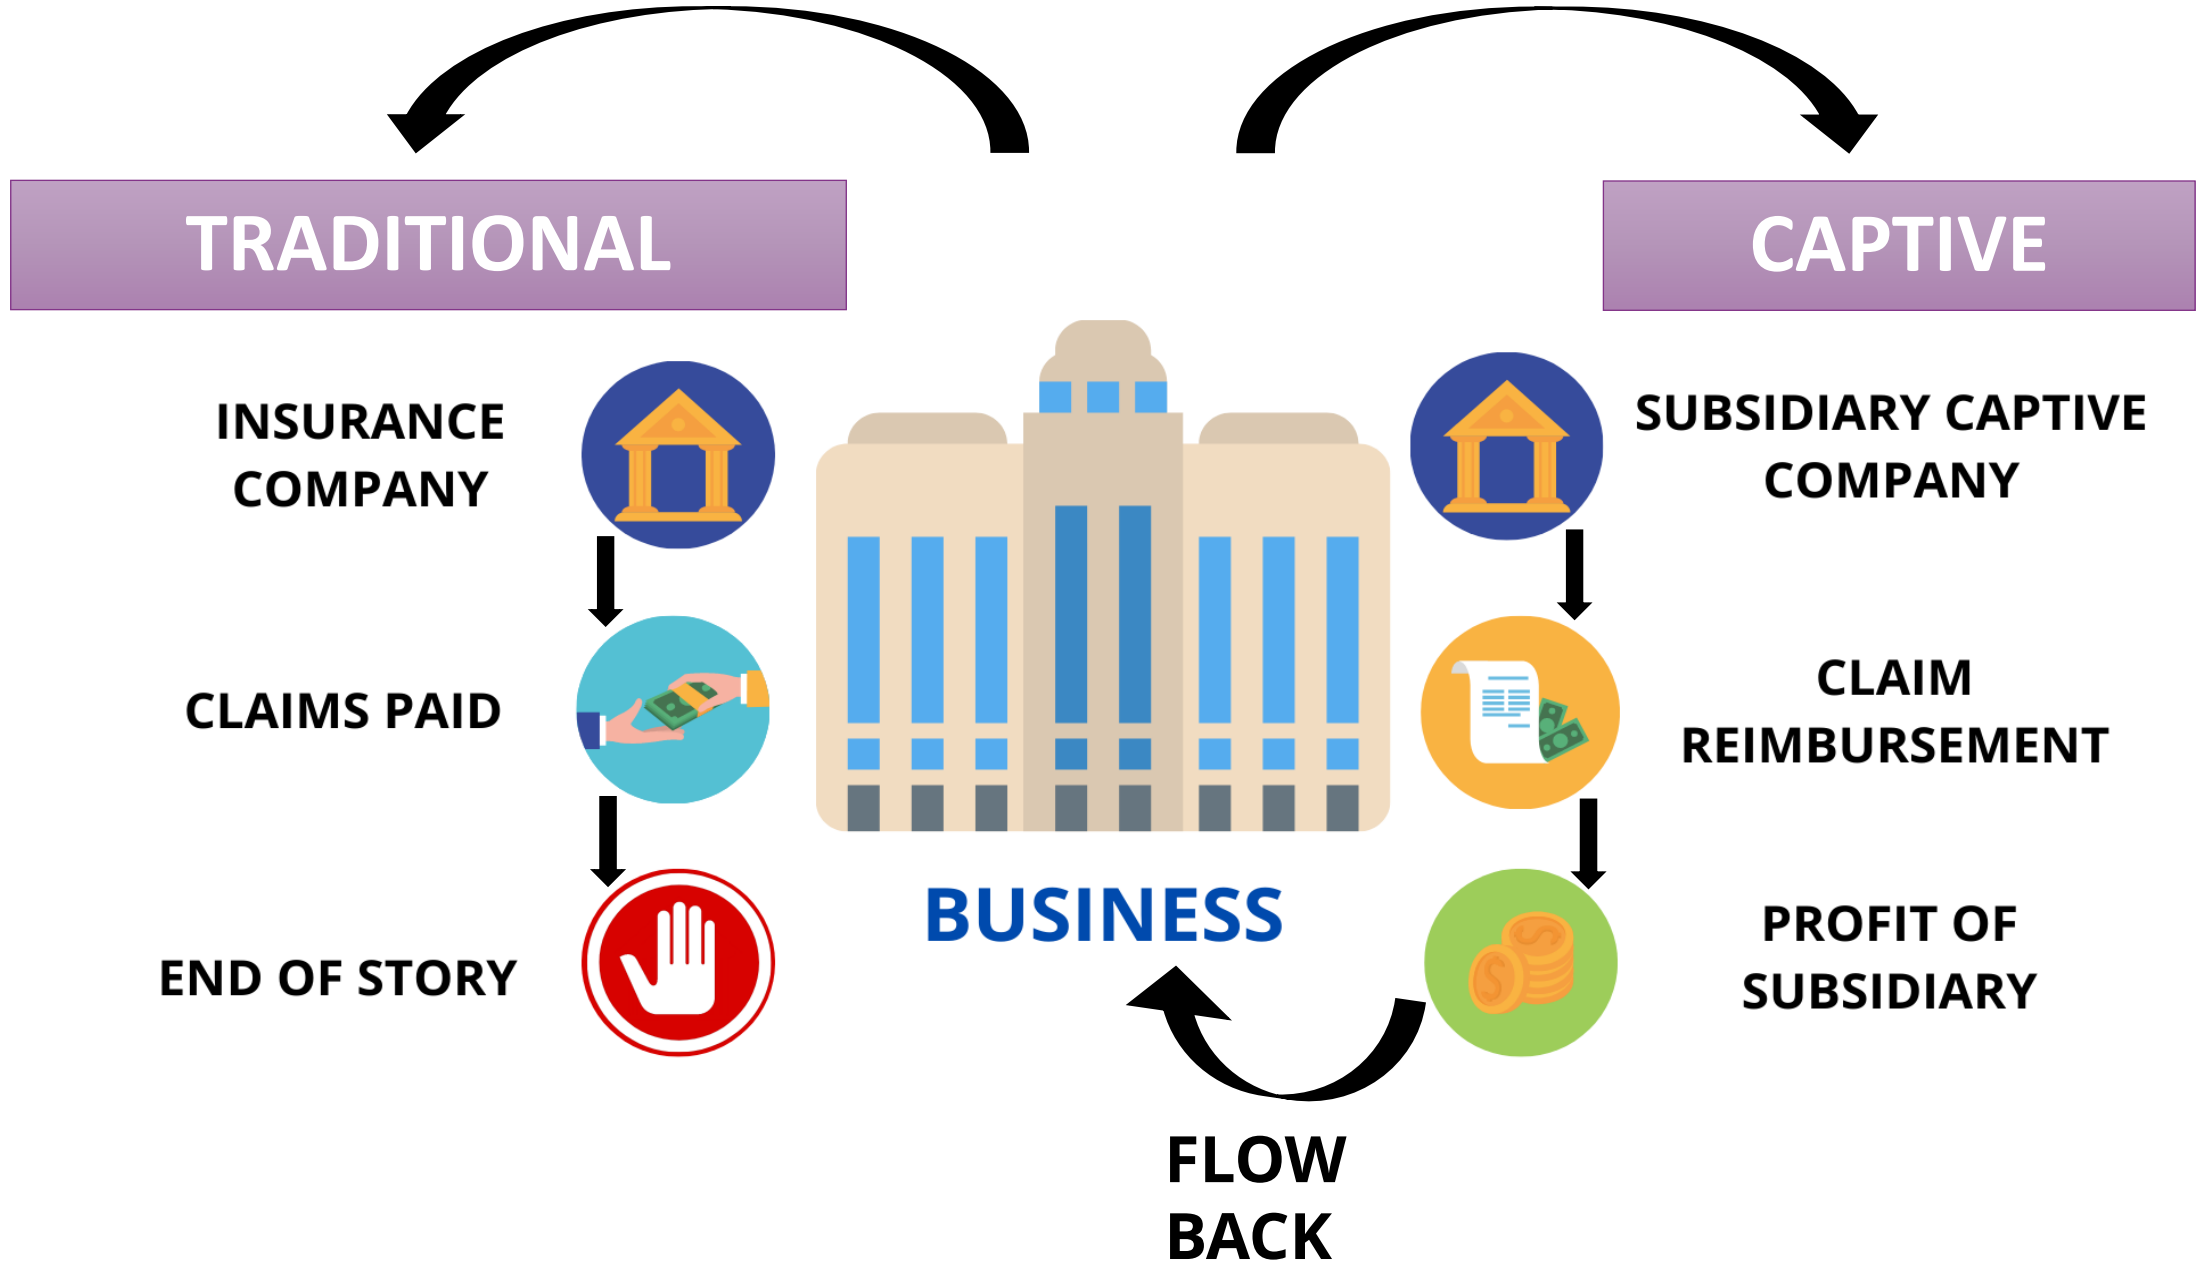 TRADITIONAL
CAPTIVE
INSURANCE
COMPANY
CLAIMS PAID
END OF STORY
BUSINESS
SUBSIDIARY CAPTIVE
COMPANY
CLAIM
REIMBURSEMENT
PROFIT OF
SUBSIDIARY
FLOW
BACK